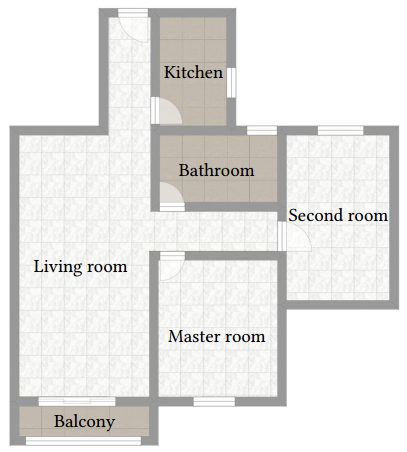 Kitchen
Bathroom
Second room
Living room
Master room
Balcony